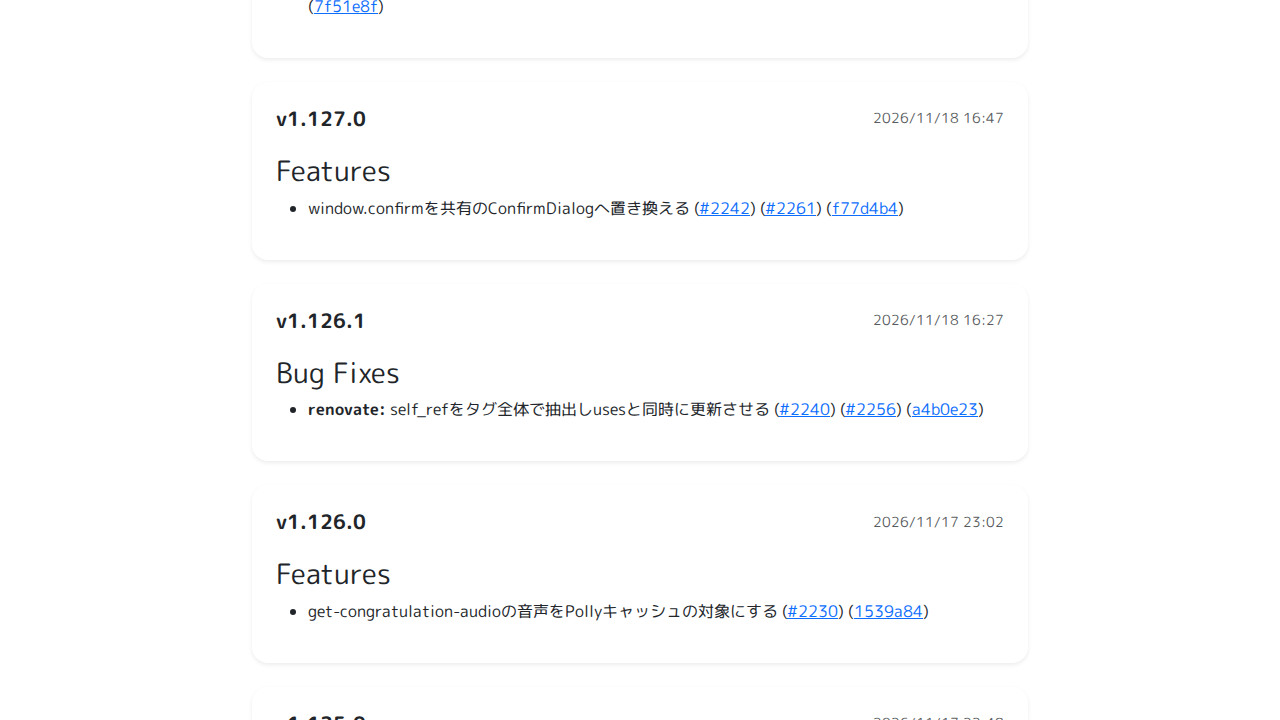 (7f51e8f)
v1.127.0
2026/11/18 16:47
Features
window.confirmを共有のConfirmDialogへ置き換える (#2242) (#2261) (f77d4b4)
v1.126.1
2026/11/18 16:27
Bug Fixes
renovate: self_refをタグ全体で抽出しusesと同時に更新させる (#2240) (#2256) (a4b0e23)
v1.126.0
2026/11/17 23:02
Features
get-congratulation-audioの音声をPollyキャッシュの対象にする (#2230) (1539a84)